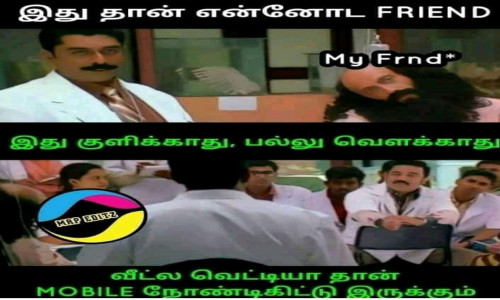 இது தான் என்னோட FRIEND
My Frnd*
இது குளிக்காது, பல்லு வெளக்காது
MRP EDITZ
வீட்ல வெட்டியா தான்
MOBILE நோண்டிகிட்டு இருக்கும்